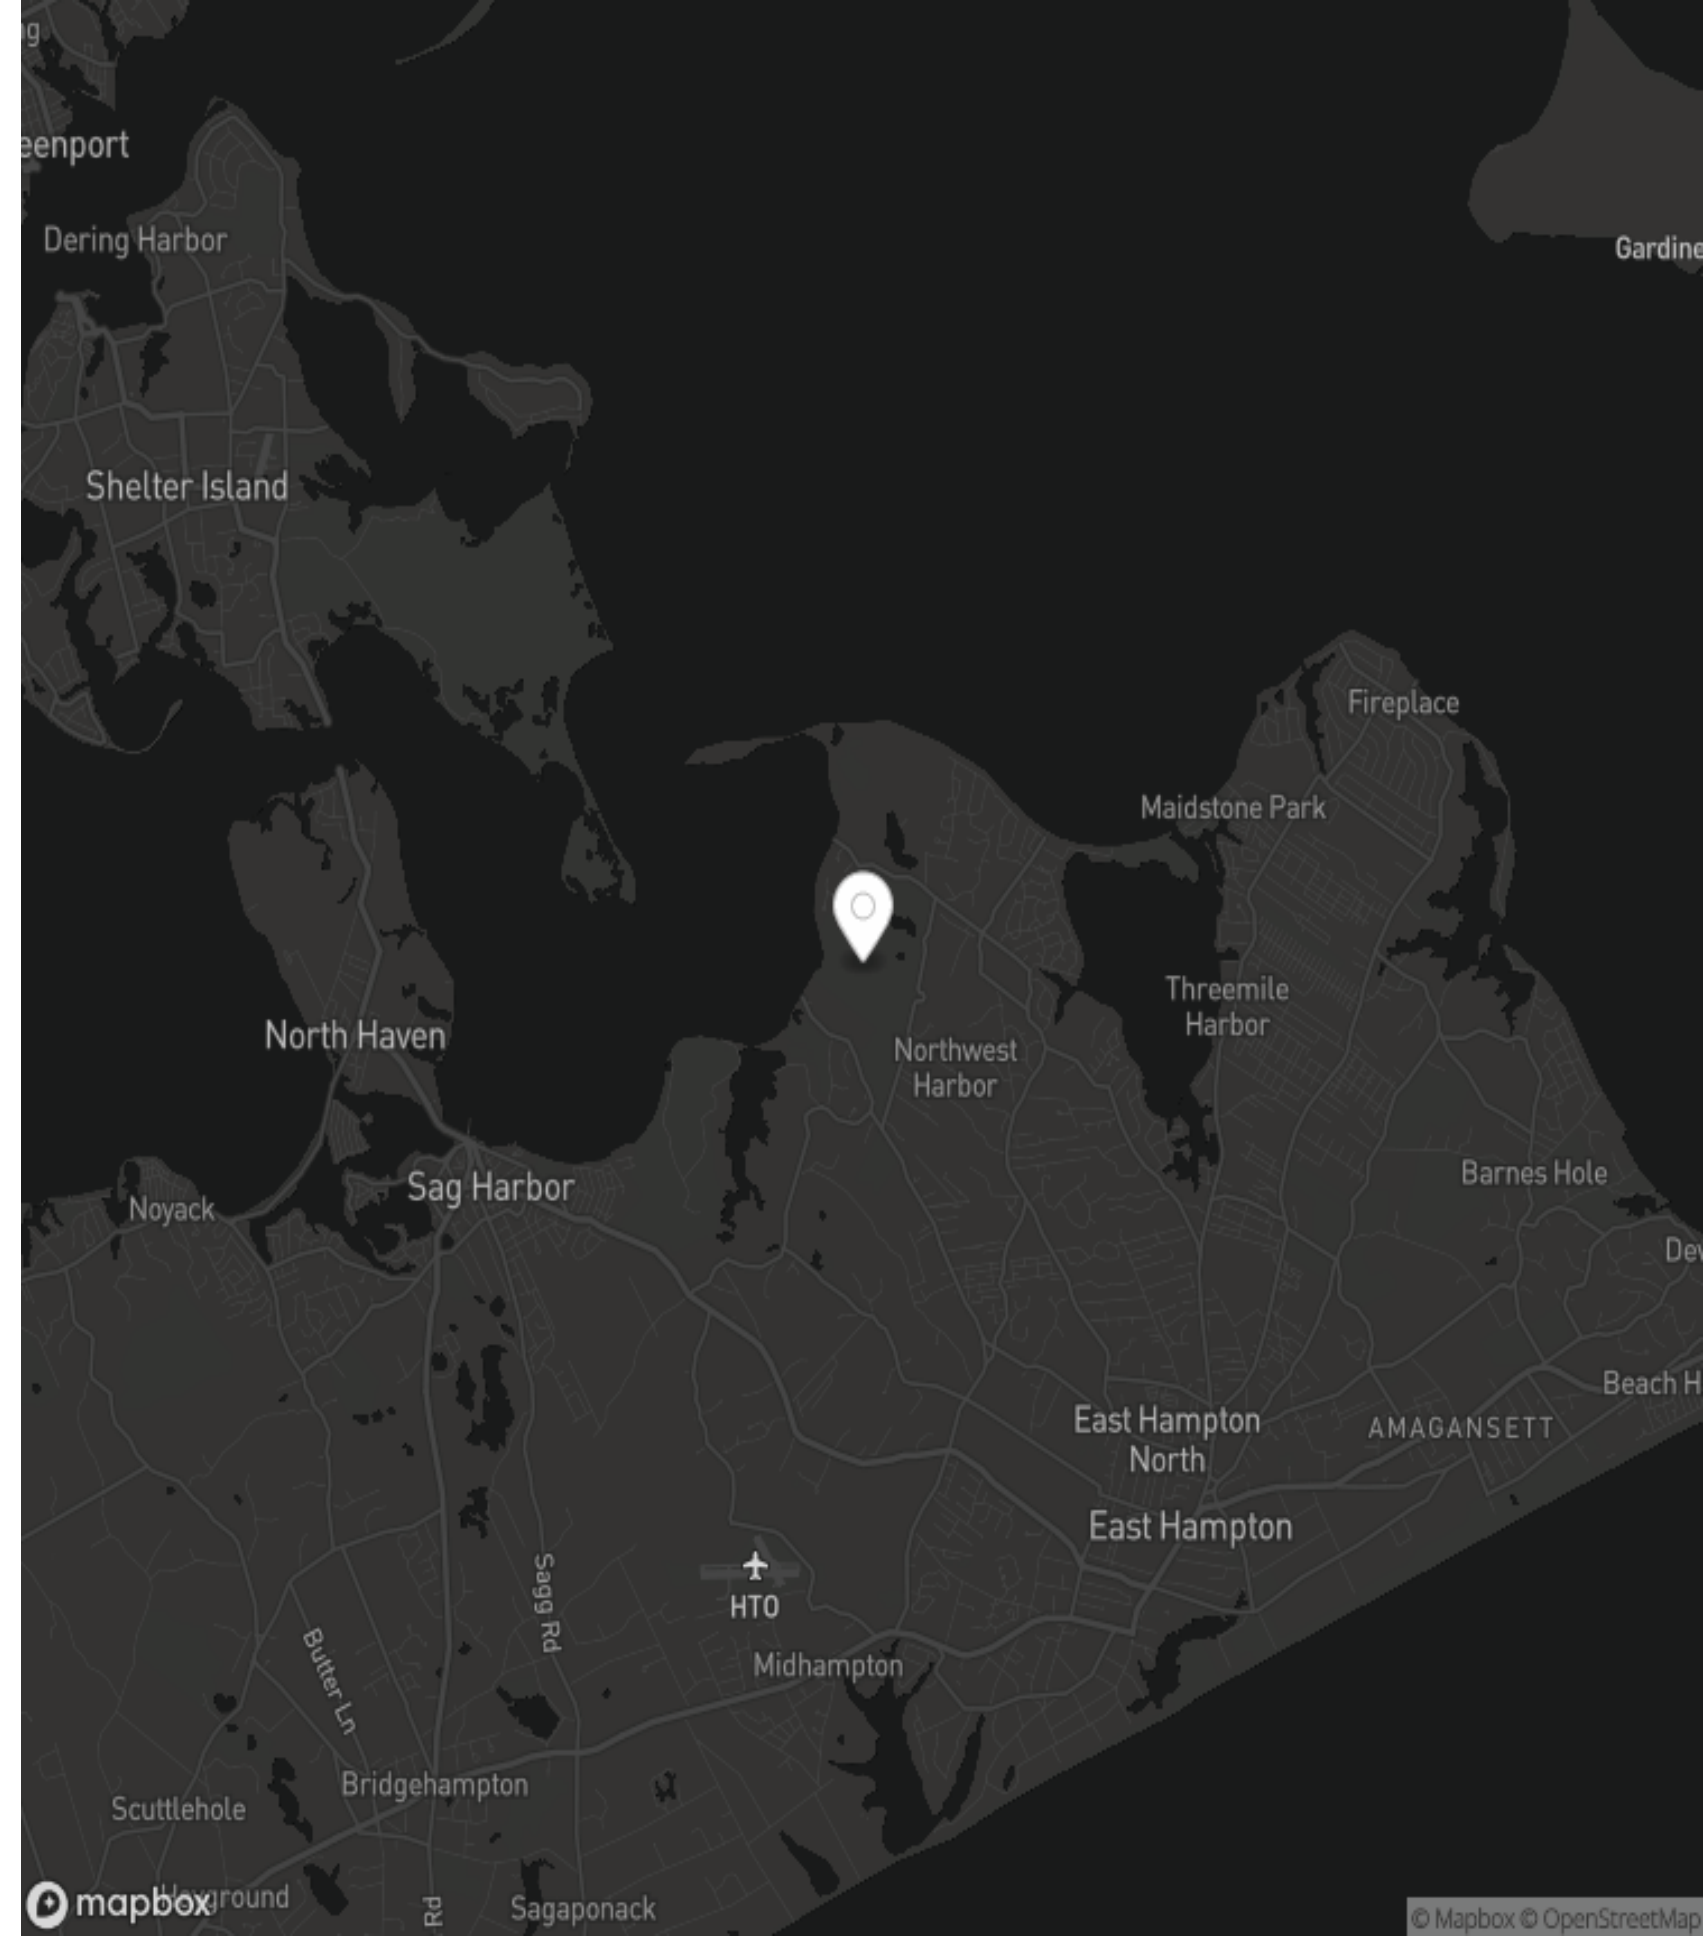 ng
eenport
Dering Harbor
Gardine
Shelter Island
Fireplace
Maidstone Park
Threemile
Harbor
North Haven
Northwest
Harbor
Sag Harbor
Barnes Hole
Noyack
Dev
Beach H
East Hampton
North
AMAGANSETT
East Hampton
Sagg Rd
HTO
Butter Ln
Midhampton
Bridgehampton
Scuttlehole
mapbox
Hayground
Rd
Sagaponack
© Mapbox © OpenStreetMap